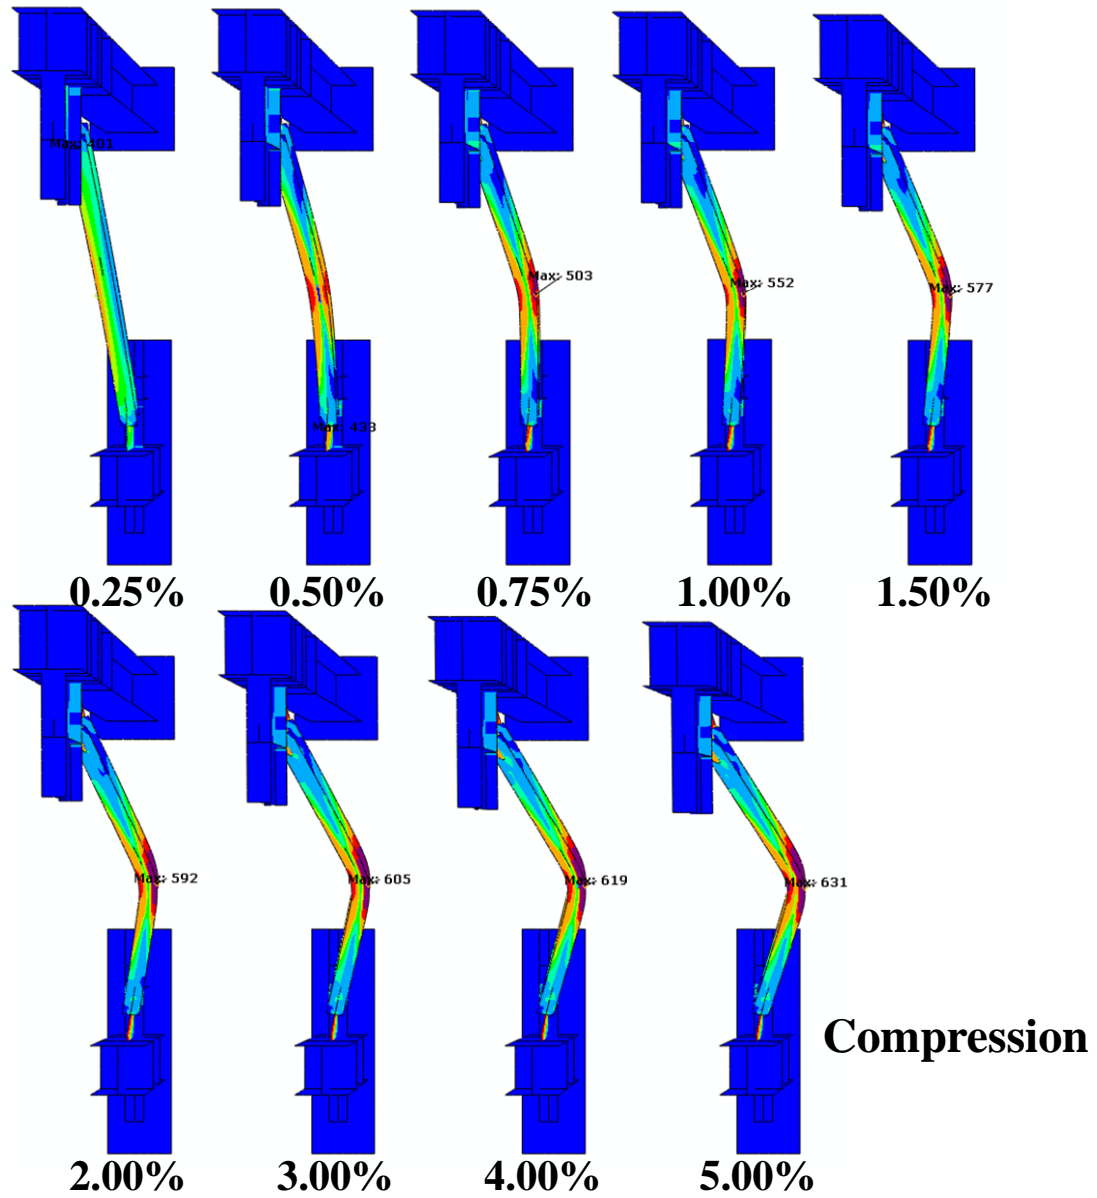 Max: 401
Max: 433
Max: 503
Max: 552
Max: 577
0.25%
0.50%
0.75%
1.00%
1.50%
Max: 592
Max: 605
Max: 619
Max: 631
Compression
2.00%
3.00%
4.00%
5.00%